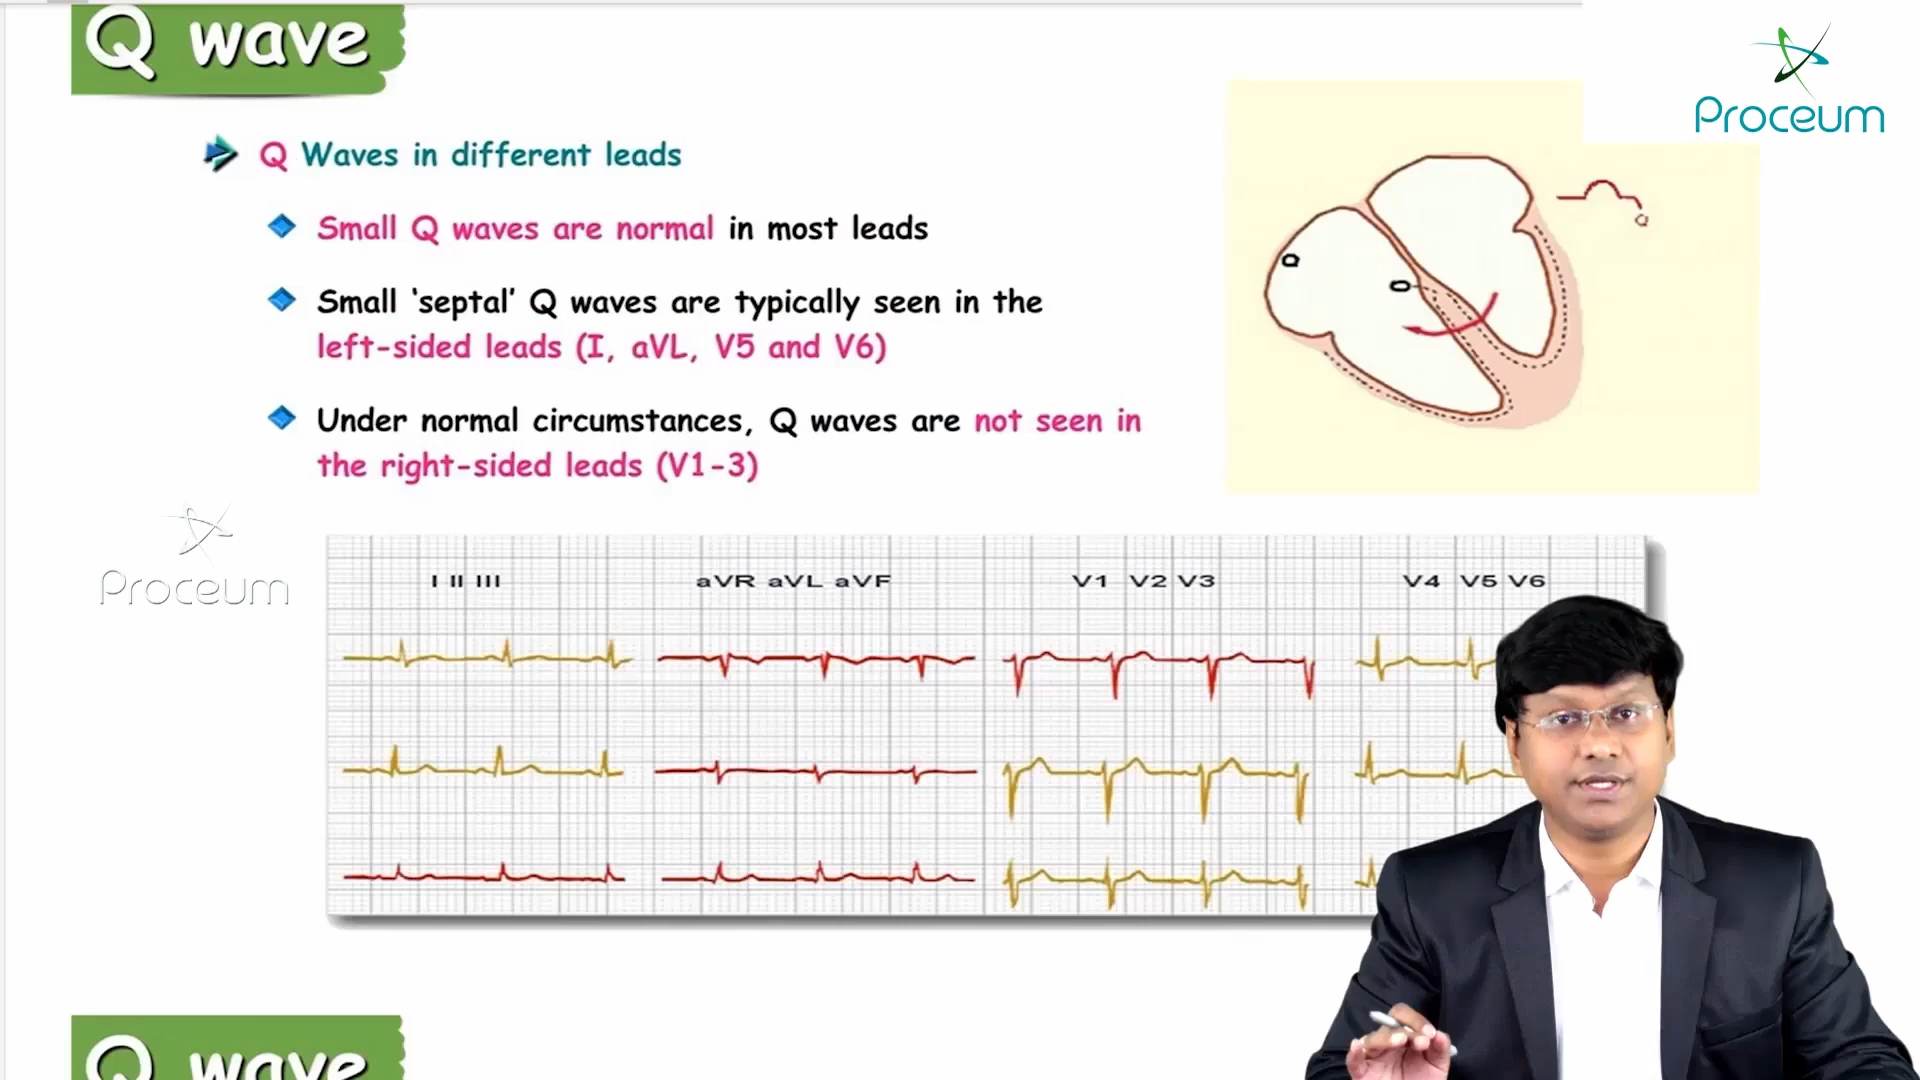 Q wave
Proceum
Q Waves in different leads
Small Q waves are normal in most leads
Small ‘septal’ Q waves are typically seen in the
left-sided leads (I, aVL, V5 and V6)
Under normal circumstances, Q waves are not seen in
the right-sided leads (V1-3)
Q
Proceum
I II III
aVR aVL aVF
V1 V2 V3
V4 V5 V6
Q wave